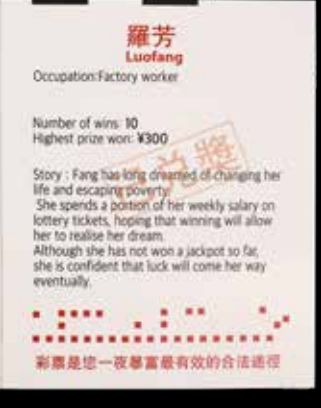 羅芳
Luofang
Occupation:Factory worker
Number of wins: 10
Highest prize won: ¥300
Story : Fang has long dreamed of changing her
life and escaping poverty.
She spends a portion of her weekly salary on
lottery tickets, hoping that winning will allow
her to realise her dream.
Although she has not won a jackpot so far,
she is confident that luck will come her way
eventually.
兌獎
彩票是您一夜暴富最有效的合法途徑